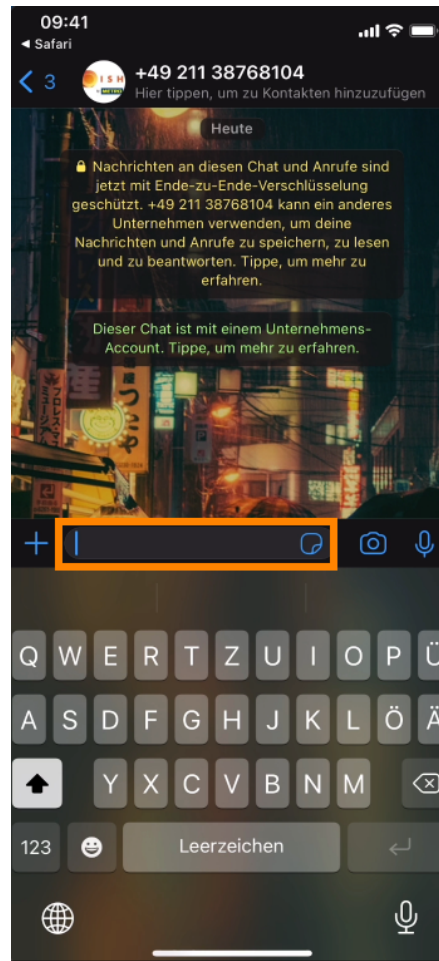 09:41
◀ Safari
3
ISH
METRO
+49 211 38768104
Hier tippen, um zu Kontakten hinzuzufügen
Heute
Nachrichten an diesen Chat und Anrufe sind
jetzt mit Ende-zu-Ende-Verschlüsselung
geschützt. +49 211 38768104 kann ein anderes
Unternehmen verwenden, um deine
Nachrichten und Anrufe zu speichern, zu lesen
und zu beantworten. Tippe, um mehr zu
erfahren.
Dieser Chat ist mit einem Unternehmens-
Account. Tippe, um mehr zu erfahren.
Q W E R T Z U I O P Ü
A S D F G H J K L Ö Ä
Y X C V B N M
123 Leerzeichen